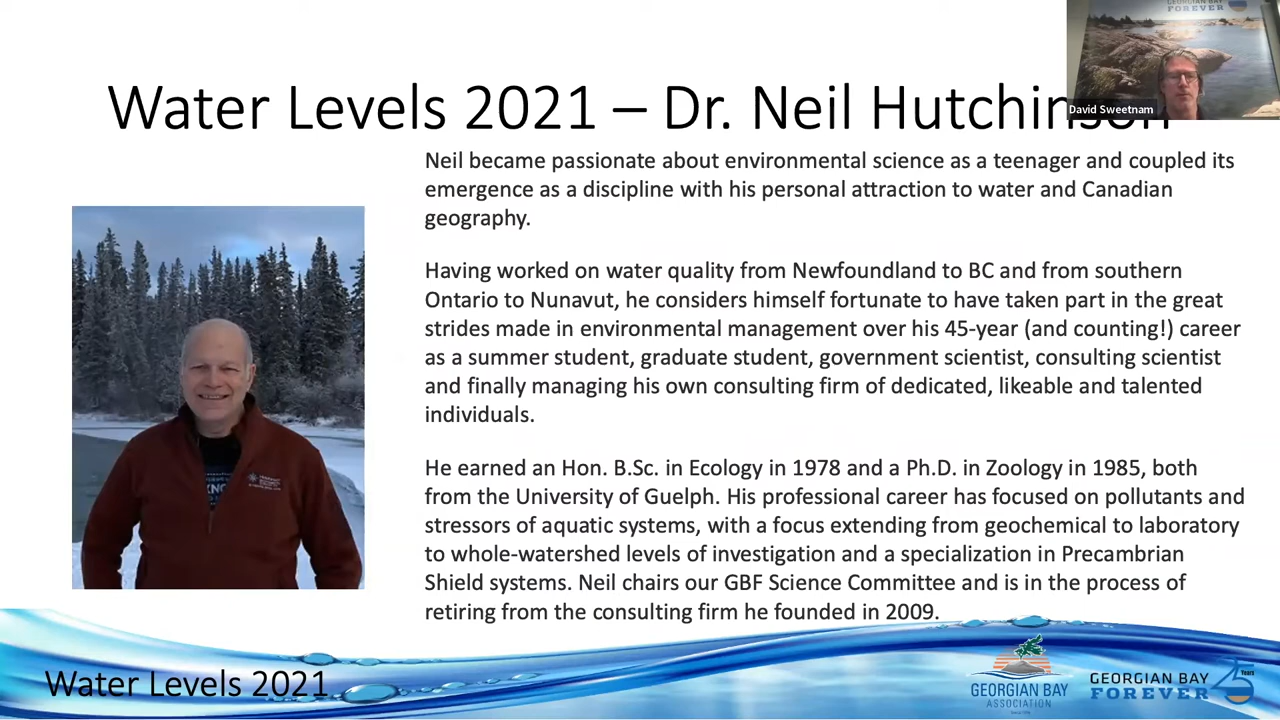 GEORGIAN BAY
FOREVER
David Sweetnam
Water Levels 2021 – Dr. Neil Hutchinson
Neil became passionate about environmental science as a teenager and coupled its
emergence as a discipline with his personal attraction to water and Canadian
geography.
Having worked on water quality from Newfoundland to BC and from southern
Ontario to Nunavut, he considers himself fortunate to have taken part in the great
strides made in environmental management over his 45-year (and counting!) career
as a summer student, graduate student, government scientist, consulting scientist
and finally managing his own consulting firm of dedicated, likeable and talented
individuals.
He earned an Hon. B.Sc. in Ecology in 1978 and a Ph.D. in Zoology in 1985, both
from the University of Guelph. His professional career has focused on pollutants and
stressors of aquatic systems, with a focus extending from geochemical to laboratory
to whole-watershed levels of investigation and a specialization in Precambrian
Shield systems. Neil chairs our GBF Science Committee and is in the process of
retiring from the consulting firm he founded in 2009.
Water Levels 2021
GEORGIAN BAY
ASSOCIATION
GEORGIAN BAY
FOREVER
25 Years